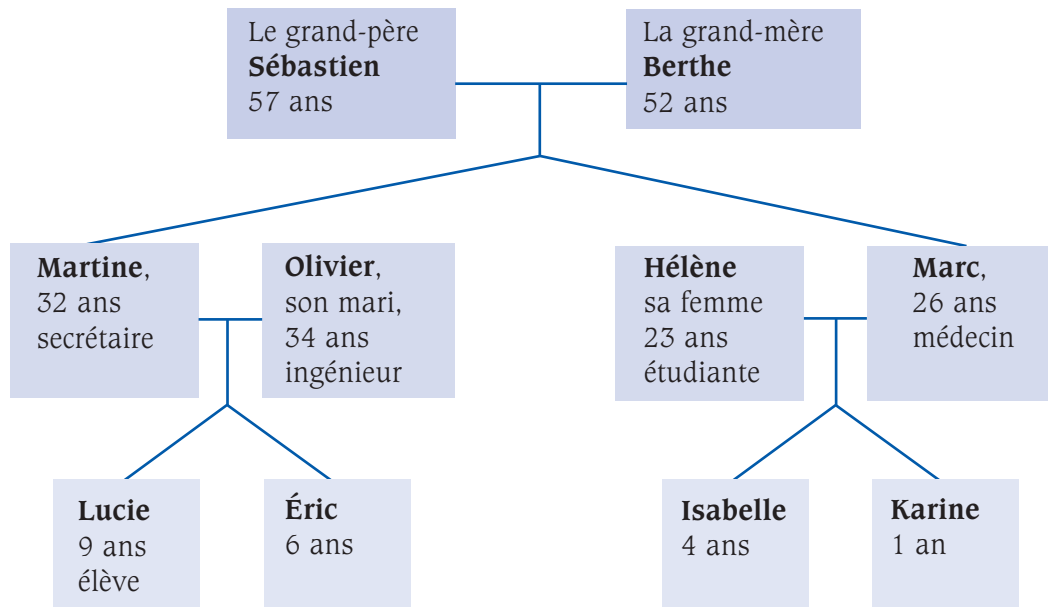 Le grand-père
Sébastien
57 ans
La grand-mère
Berthe
52 ans
Martine,
32 ans
secrétaire
Olivier,
son mari,
34 ans
ingénieur
Hélène
sa femme
23 ans
étudiante
Marc,
26 ans
médecin
Lucie
9 ans
élève
Éric
6 ans
Isabelle
4 ans
Karine
1 an